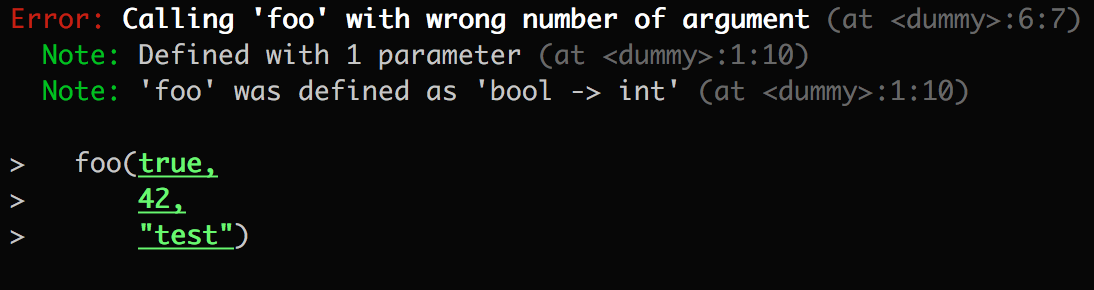 Error: Calling 'foo' with wrong number of argument (at <dummy>:6:7)
  Note: Defined with 1 parameter (at <dummy>:1:10)
  Note: 'foo' was defined as 'bool -> int' (at <dummy>:1:10)

>   foo(true,
>       42,
>       "test")